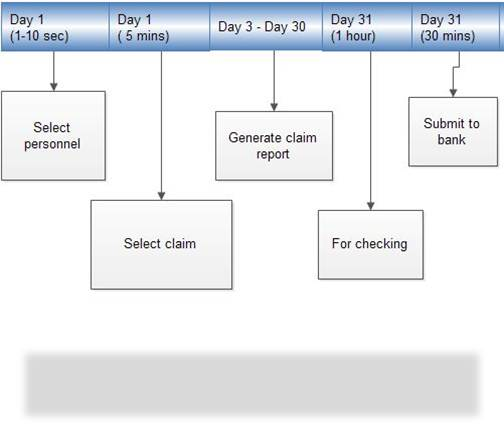 Day 1
(1-10 sec)
Day 1
( 5 mins)
Day 3 - Day 30
Day 31
(1 hour)
Day 31
(30 mins)
Select
personnel
Select claim
Generate claim
report
For checking
Submit to
bank